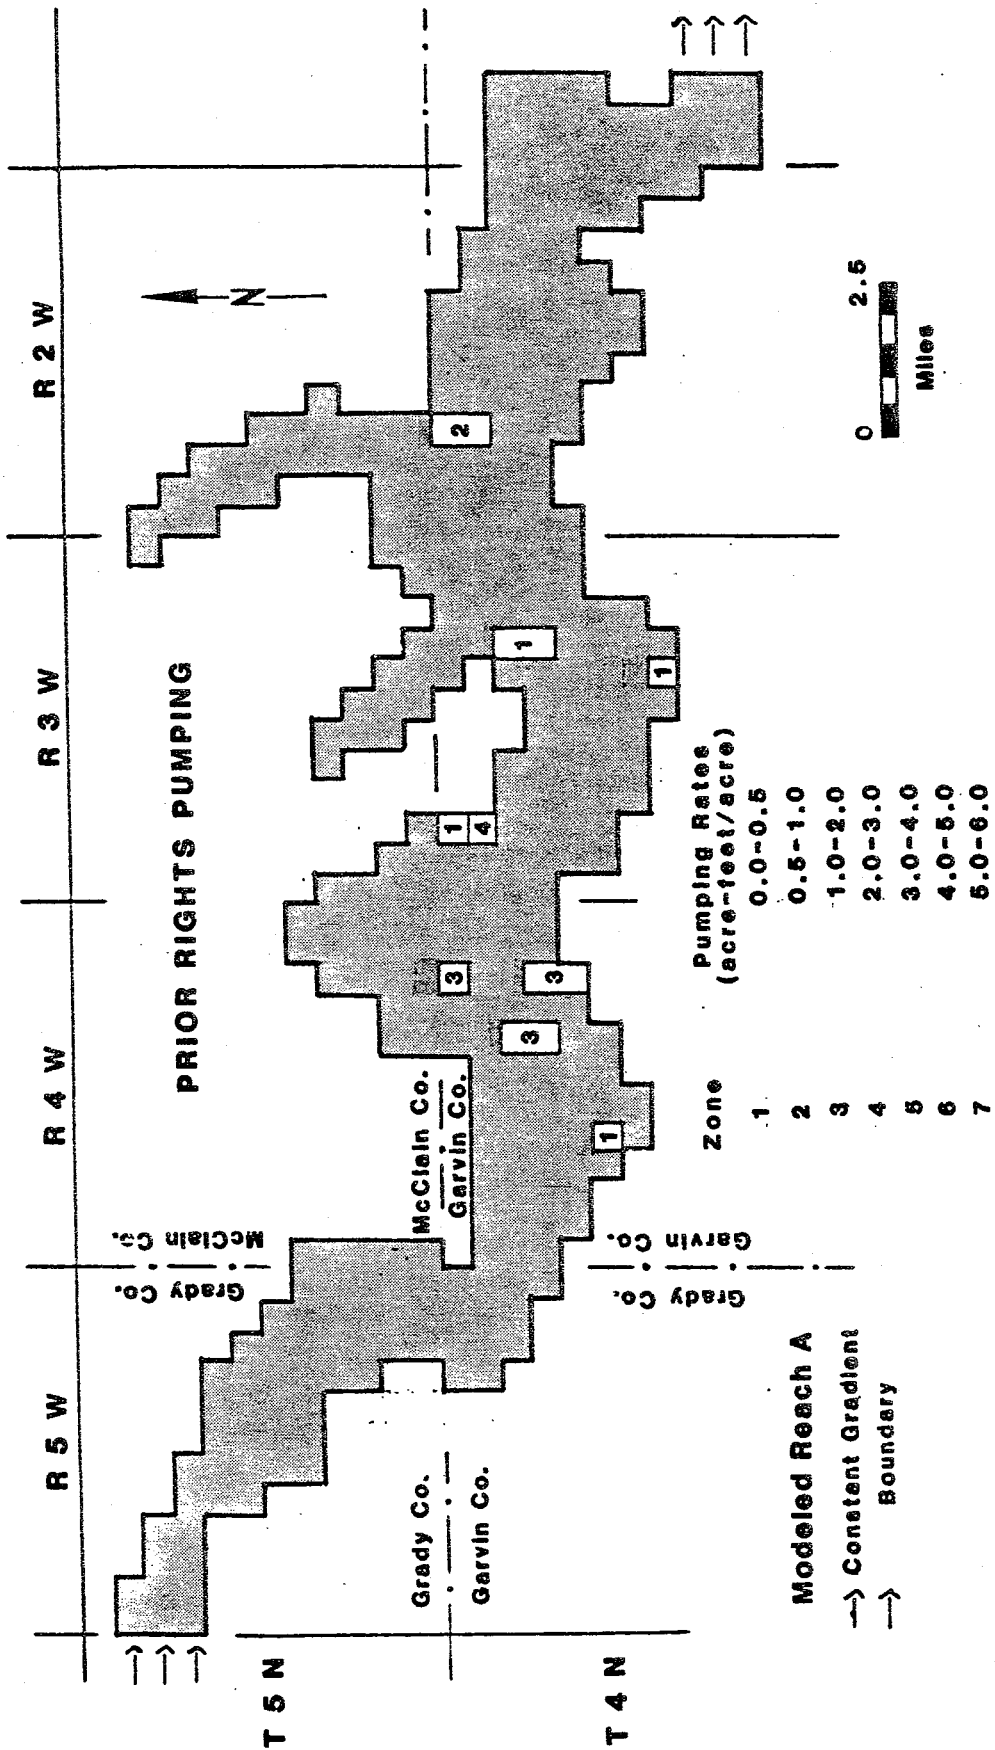 R 5 W
R 4 W
R 3 W
R 2 W
PRIOR RIGHTS PUMPING
N
T 5 N
T 4 N
Grady Co.
McClain Co.
McClain Co.
Garvin Co.
Grady Co.
Garvin Co.
Grady Co.
Garvin Co.
1
3
3
3
1
4
1
1
2
0
2.5
Miles
Modeled Reach A
Constant Gradient
Boundary
Zone
Pumping Rates
(acre-feet/acre)
1 0.0-0.5
2 0.5-1.0
3 1.0-2.0
4 2.0-3.0
5 3.0-4.0
6 4.0-5.0
7 5.0-6.0